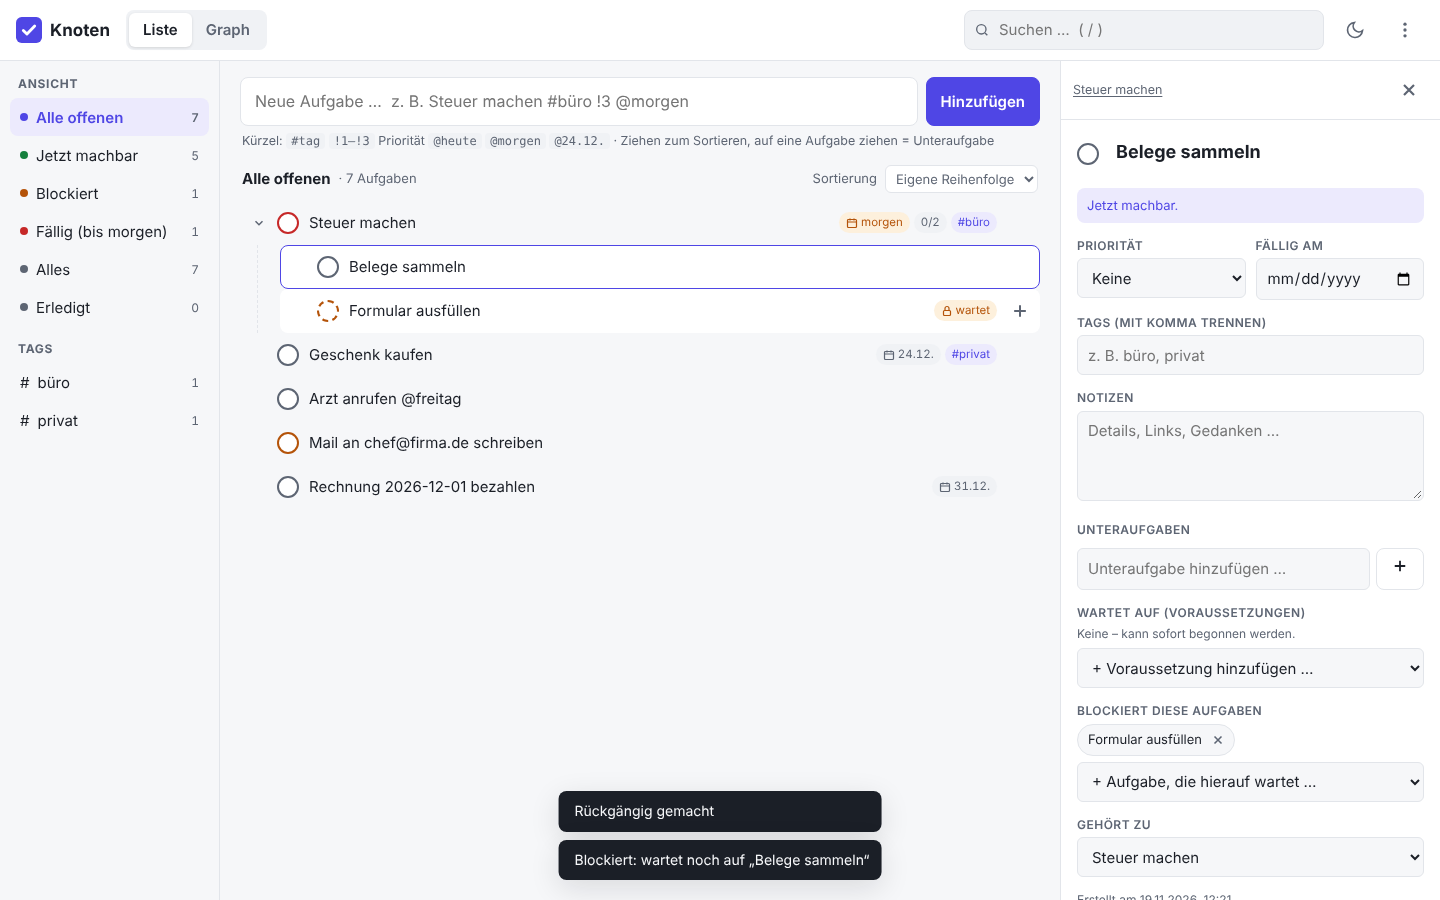 Knoten
Liste
Graph
Suchen … ( / )
ANSICHT
Alle offenen 7
Jetzt machbar 5
Blockiert 1
Fällig (bis morgen) 1
Alles 7
Erledigt 0
TAGS
# büro 1
# privat 1
Neue Aufgabe … z. B. Steuer machen #büro !3 @morgen
Hinzufügen
Kürzel: #tag !1–!3 Priorität @heute @morgen @24.12. · Ziehen zum Sortieren, auf eine Aufgabe ziehen = Unteraufgabe
Alle offenen · 7 Aufgaben
Sortierung Eigene Reihenfolge
Steuer machen morgen 0/2 #büro
Belege sammeln
Formular ausfüllen wartet +
Geschenk kaufen 24.12. #privat
Arzt anrufen @freitag
Mail an chef@firma.de schreiben
Rechnung 2026-12-01 bezahlen 31.12.
Rückgängig gemacht
Blockiert: wartet noch auf „Belege sammeln“
Steuer machen
Belege sammeln
Jetzt machbar.
PRIORITÄT
Keine
FÄLLIG AM
mm/dd/yyyy
TAGS (MIT KOMMA TRENNEN)
z. B. büro, privat
NOTIZEN
Details, Links, Gedanken …
UNTERAUFGABEN
Unteraufgabe hinzufügen … +
WARTET AUF (VORAUSSETZUNGEN)
Keine – kann sofort begonnen werden.
+ Voraussetzung hinzufügen …
BLOCKIERT DIESE AUFGABEN
Formular ausfüllen ×
+ Aufgabe, die hierauf wartet …
GEHÖRT ZU
Steuer machen
Erstellt am 19.11.2026, 12:21